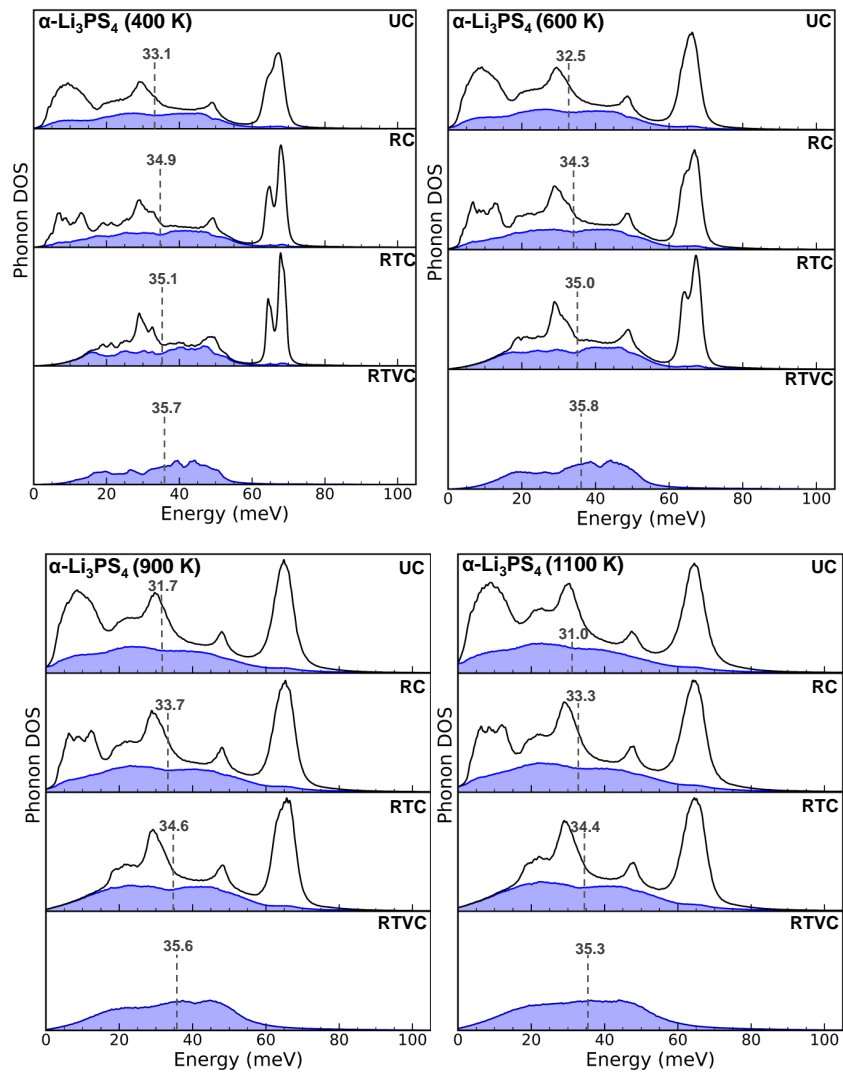 α-Li₃PS₄ (400 K)
UC
33.1
RC
34.9
RTC
35.1
RTVC
35.7
Phonon DOS
0 20 40 60 80 100
Energy (meV)
α-Li₃PS₄ (600 K)
UC
32.5
RC
34.3
RTC
35.0
RTVC
35.8
Phonon DOS
0 20 40 60 80 100
Energy (meV)
α-Li₃PS₄ (900 K)
UC
31.7
RC
33.7
RTC
34.6
RTVC
35.6
Phonon DOS
0 20 40 60 80 100
Energy (meV)
α-Li₃PS₄ (1100 K)
UC
31.0
RC
33.3
RTC
34.4
RTVC
35.3
Phonon DOS
0 20 40 60 80 100
Energy (meV)